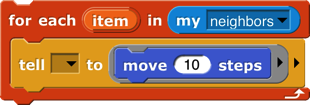 for each item in my neighbors
tell to move 10 steps